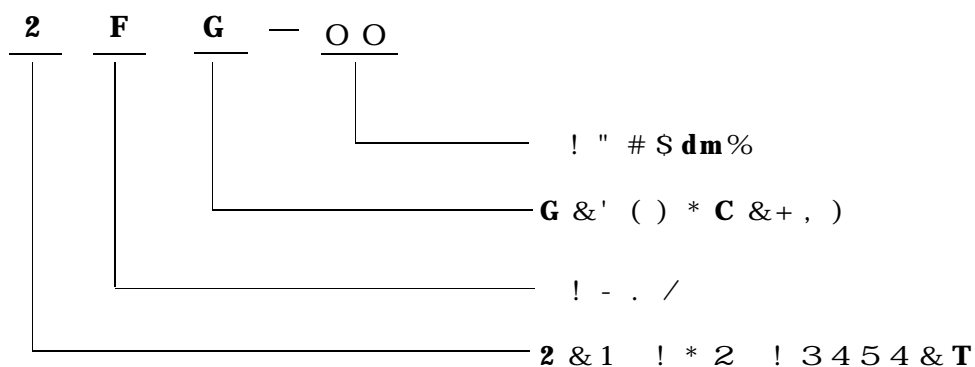 2 F G — O O
! " # $ dm%
G &' ( ) * C &+ , )
! - . /
2 & 1 ! * 2 ! 3 4 5 4 & T